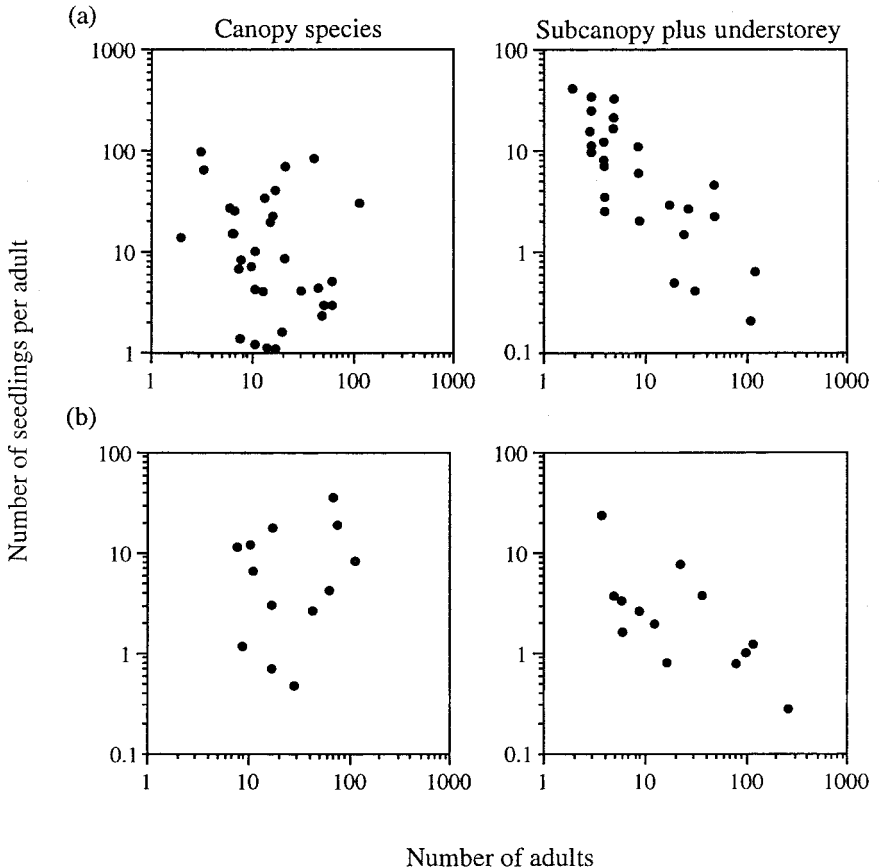 (a)
Canopy species
Subcanopy plus understorey
1000
100
10
1
1 10 100 1000
100
10
1
0.1
1 10 100 1000
Number of seedlings per adult
(b)
100
10
1
0.1
1 10 100 1000
100
10
1
0.1
1 10 100 1000
Number of adults